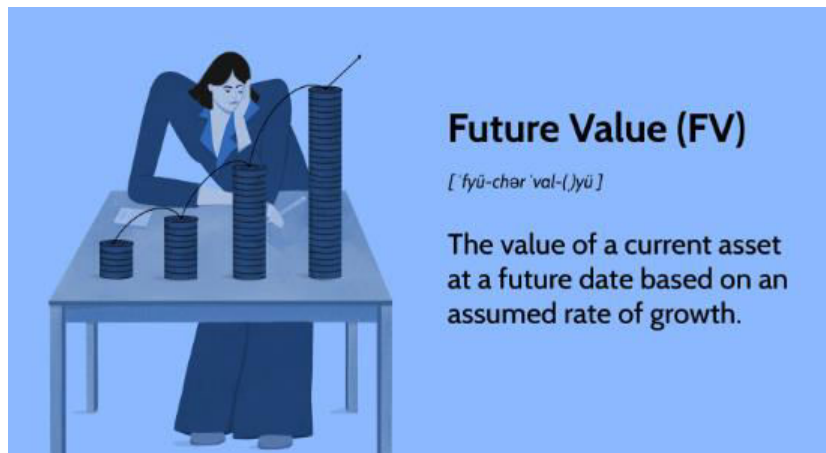 Future Value (FV)
[ ˈfyü-chər ˈval-(ˌ)yü ]
The value of a current asset
at a future date based on an
assumed rate of growth.